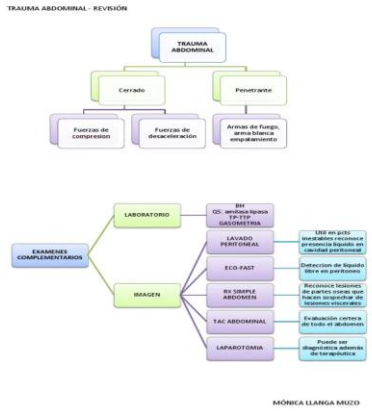 TRAUMA ABDOMINAL - REVISIÓN
TRAUMA
ABDOMINAL
Cerrado
Penetrante
Fuerzas de
compresion
Fuerzas de
desaceleración
Armas de fuego,
arma blanca
empalamiento
EXAMENES
COMPLEMENTARIOS
LABORATORIO
BH
QS: amilasa lipasa
TP-TTP
GASOMETRIA
IMAGEN
LAVADO
PERITONEAL
Util en pcts
inestables reconoce
presencia liquido en
cavidad peritoneal
ECO-FAST
Deteccion de liquido
libre en peritoneo
RX SIMPLE
ABDOMEN
Reconoce lesiones
de partes oseas que
hacen sospechar de
lesiones viscerales
TAC ABDOMINAL
Evaluación certera
de todo el abdomen
LAPAROTOMIA
Puede ser
diagnóstica además
de terapéutica
MÓNICA LLANGA MUZO